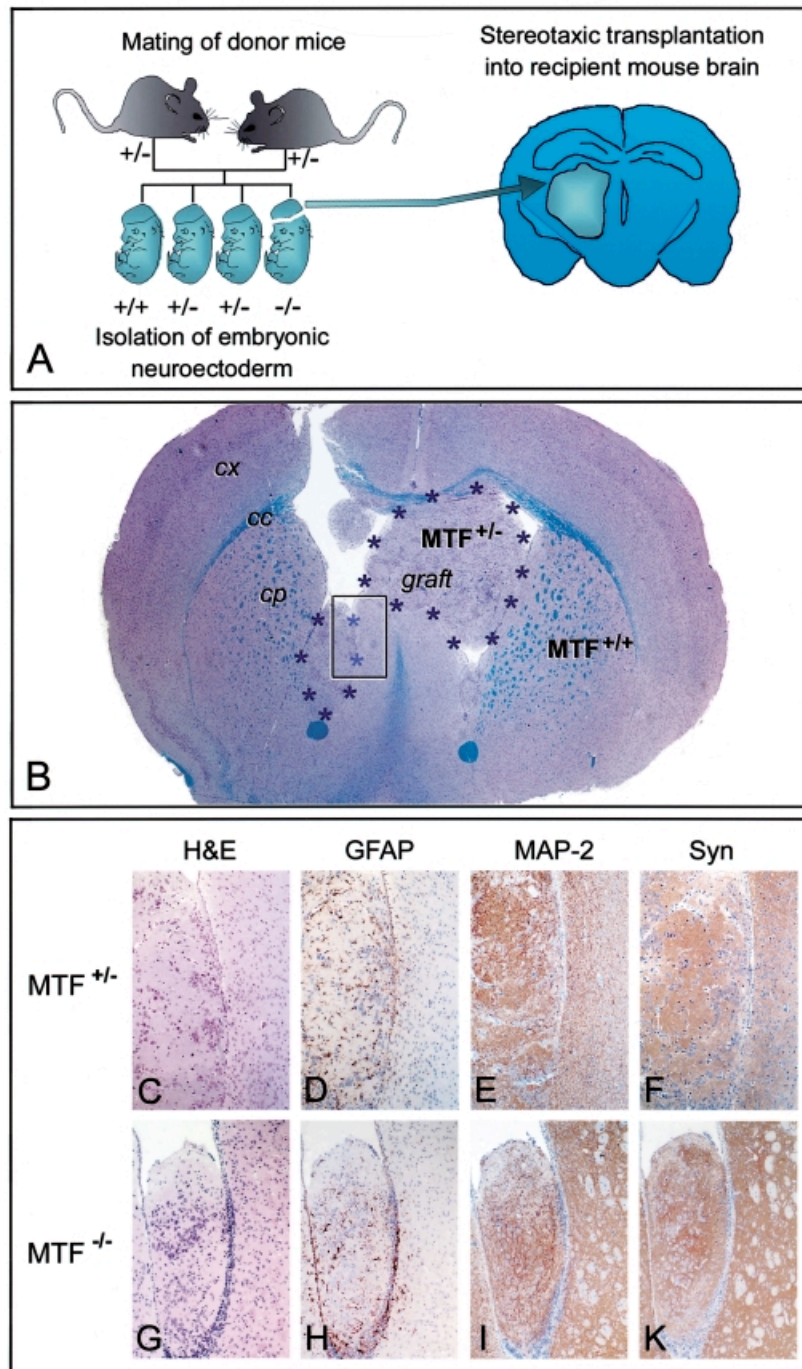 Mating of donor mice
Stereotaxic transplantation
into recipient mouse brain
+/-
+/-
+/+ +/- +/- -/-
Isolation of embryonic
neuroectoderm
A
cx
cc
cp
MTF+/-
graft
MTF+/+
* * * * * * * * * * * * * * * * * * * * * *
B
H&E GFAP MAP-2 Syn
MTF +/-
C D E F
MTF -/-
G H I K